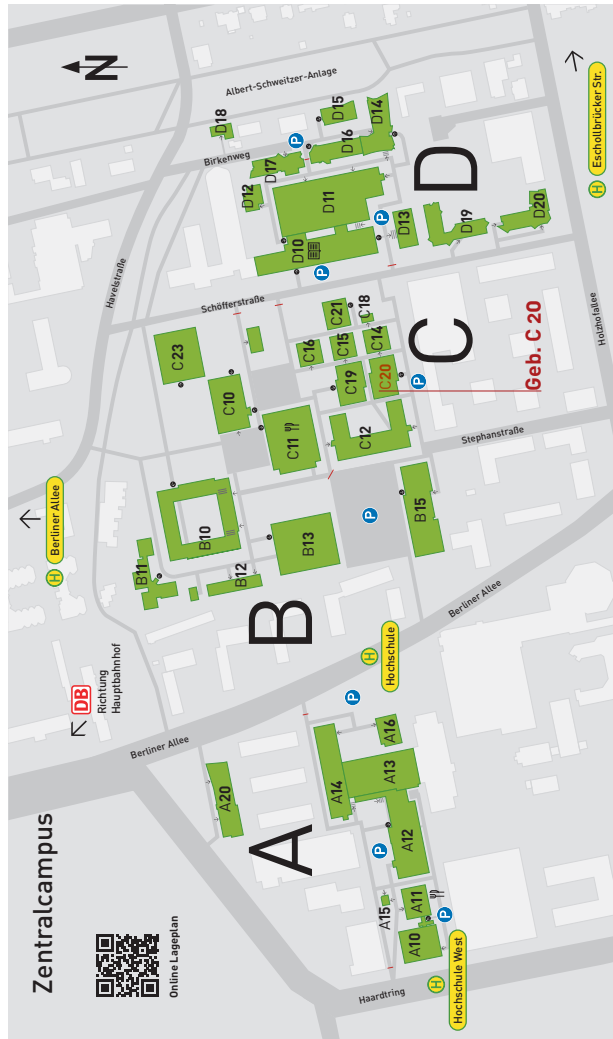 Zentralcampus
Online Lageplan
DB
Richtung
Hauptbahnhof
H
Berliner Allee
Havelstraße
N
Albert-Schweitzer-Anlage
Birkenweg
Schöfferstraße
Berliner Allee
Berliner Allee
Haardtring
Stephanstraße
Holzhofallee
H
Hochschule West
H
Hochschule
H
Eschollbrücker Str.
A
A10
A11
A12
A13
A14
A15
A16
A20
B
B10
B11
B12
B13
B15
C
C10
C11
C12
C14
C15
C16
C18
C19
C20
C21
C23
Geb. C 20
D
D10
D11
D12
D13
D14
D15
D16
D17
D18
D19
D20
P
P
P
P
P
P
P
P
P